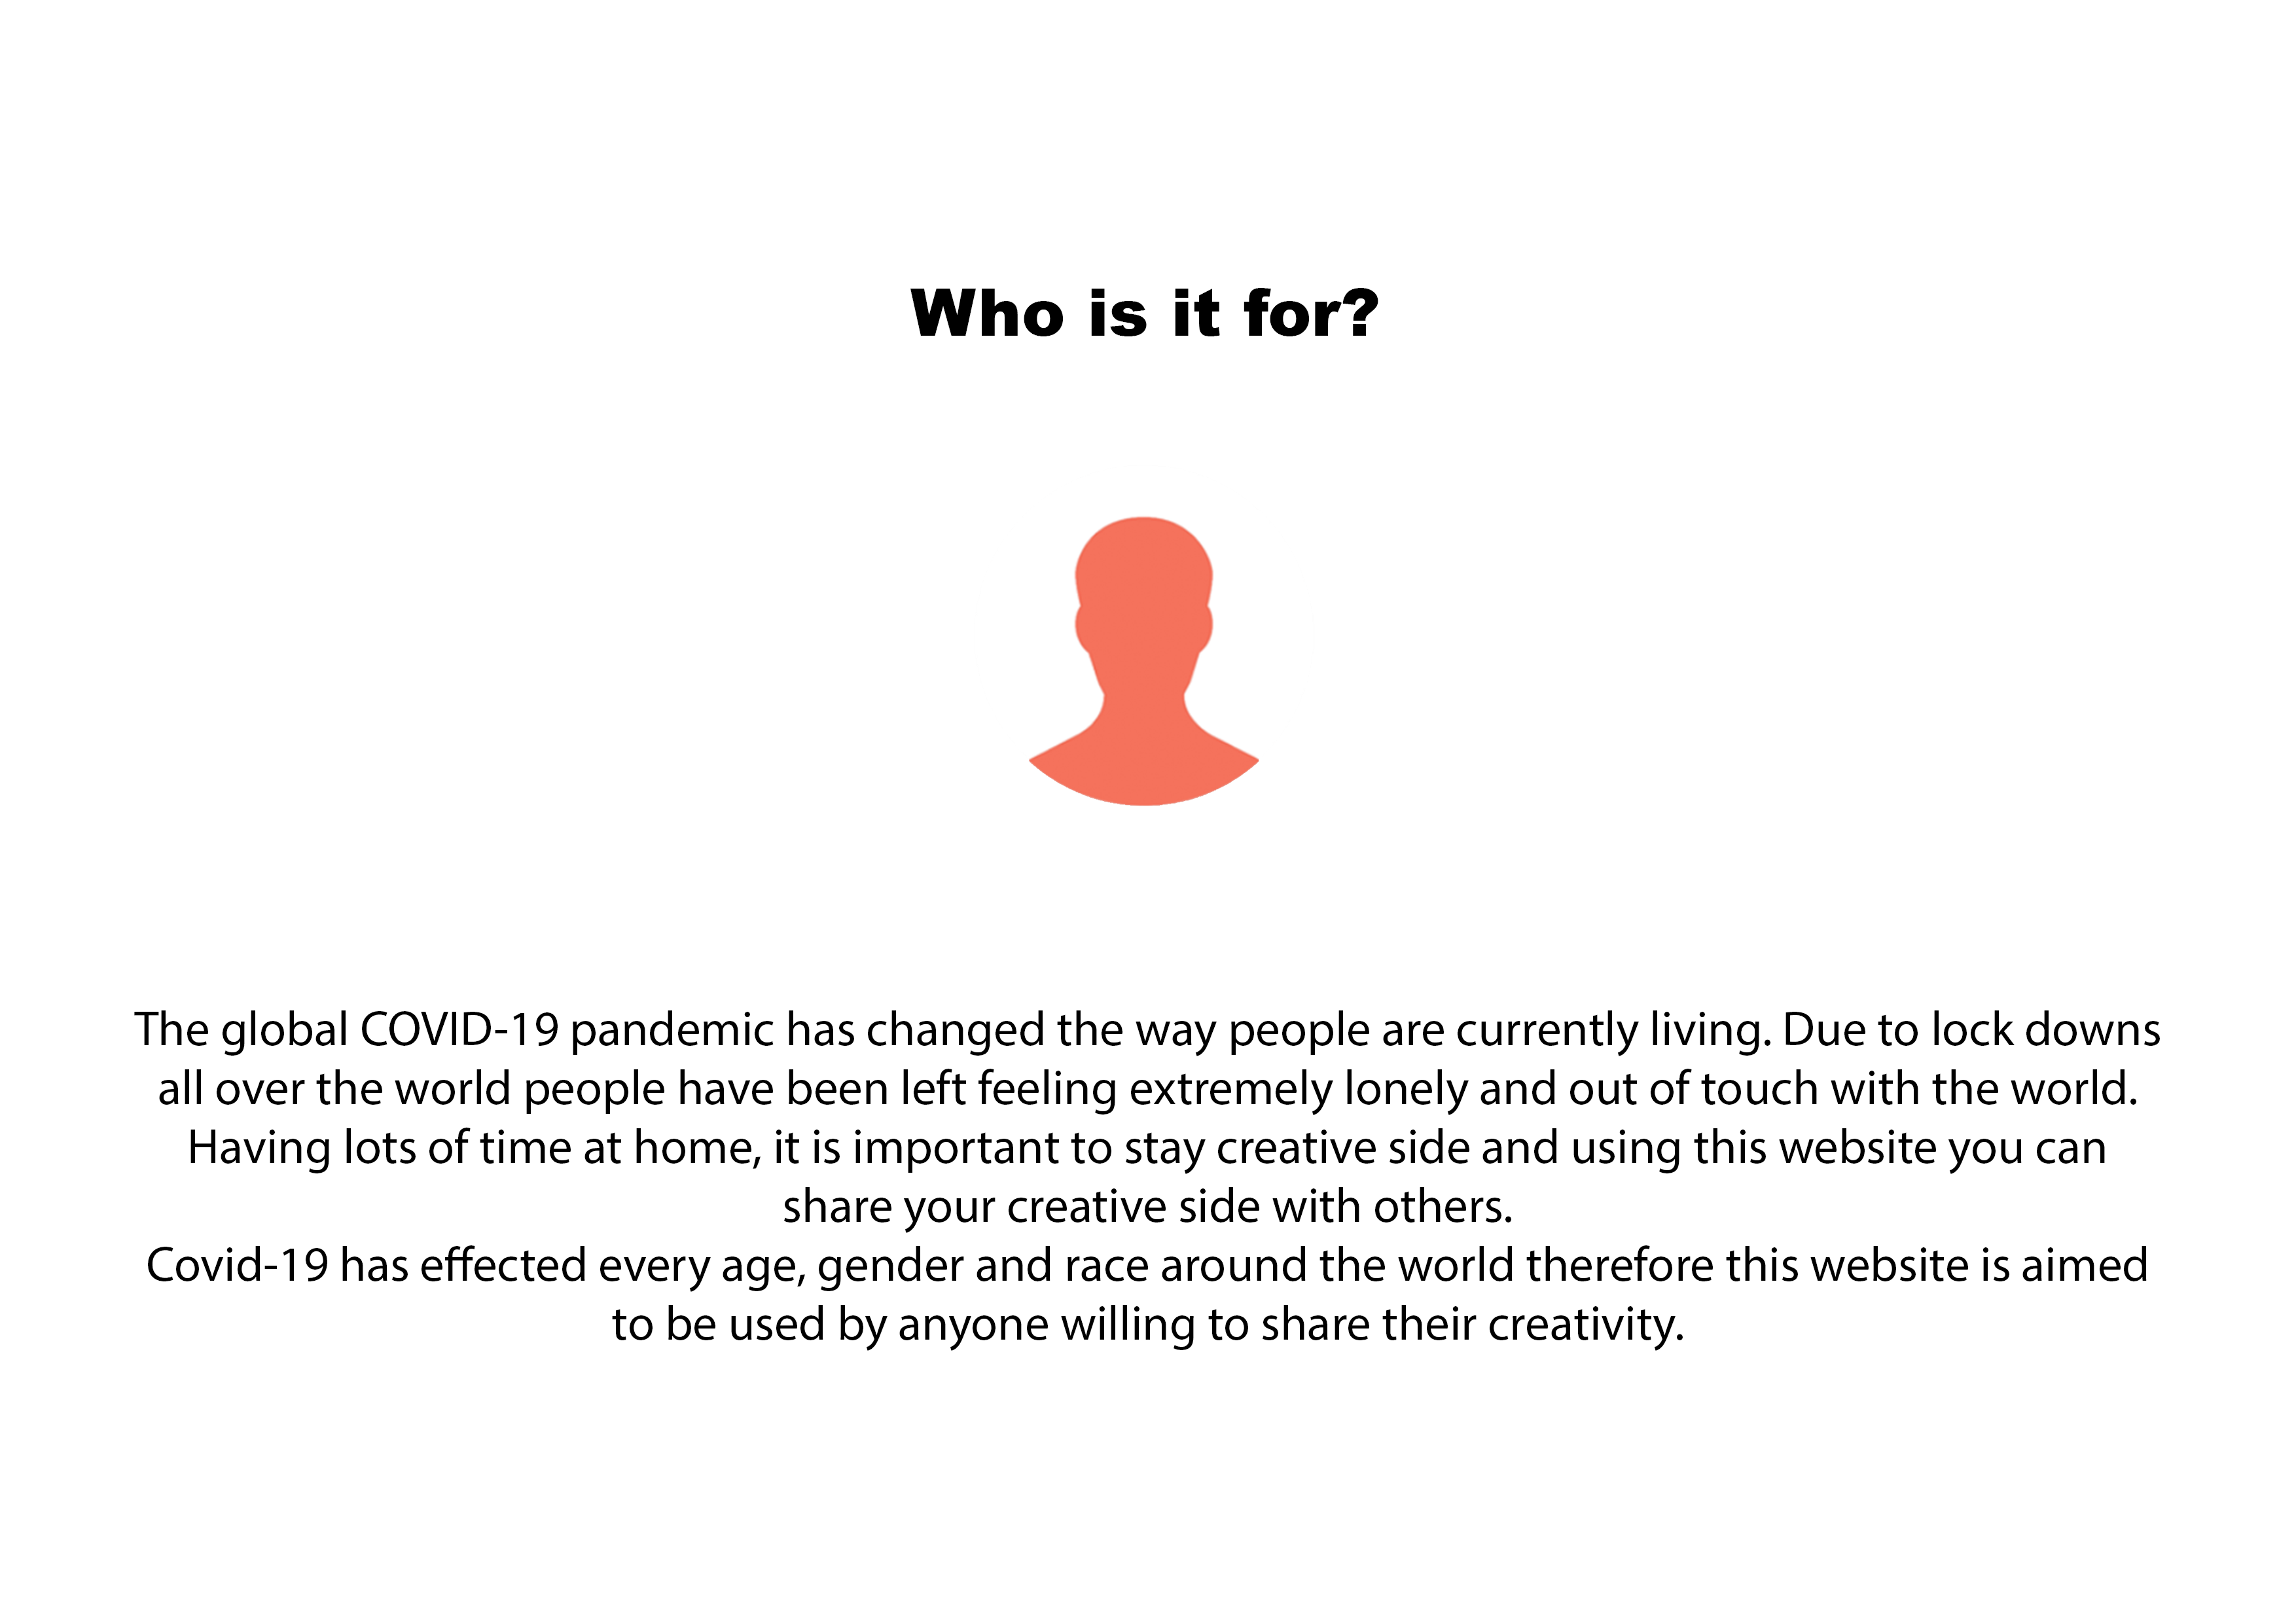 Who is it for?
The global COVID-19 pandemic has changed the way people are currently living. Due to lock downs
all over the world people have been left feeling extremely lonely and out of touch with the world.
Having lots of time at home, it is important to stay creative side and using this website you can
share your creative side with others.
Covid-19 has effected every age, gender and race around the world therefore this website is aimed
to be used by anyone willing to share their creativity.